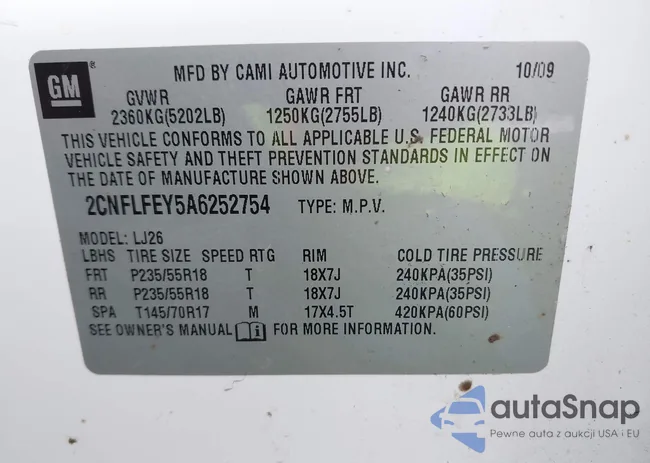 GM
MFD BY CAMI AUTOMOTIVE INC. 10/09
GVWR GAWR FRT GAWR RR
2360KG(5202LB) 1250KG(2755LB) 1240KG(2733LB)
THIS VEHICLE CONFORMS TO ALL APPLICABLE U.S. FEDERAL MOTOR
VEHICLE SAFETY AND THEFT PREVENTION STANDARDS IN EFFECT ON
THE DATE OF MANUFACTURE SHOWN ABOVE.
2CNFLFEY5A6252754 TYPE: M.P.V.
MODEL: LJ26
LBHS TIRE SIZE SPEED RTG RIM COLD TIRE PRESSURE
FRT P235/55R18 T 18X7J 240KPA(35PSI)
RR P235/55R18 T 18X7J 240KPA(35PSI)
SPA T145/70R17 M 17X4.5T 420KPA(60PSI)
SEE OWNER'S MANUAL FOR MORE INFORMATION.
autaSnap
Pewne auta z aukcji USA i EU